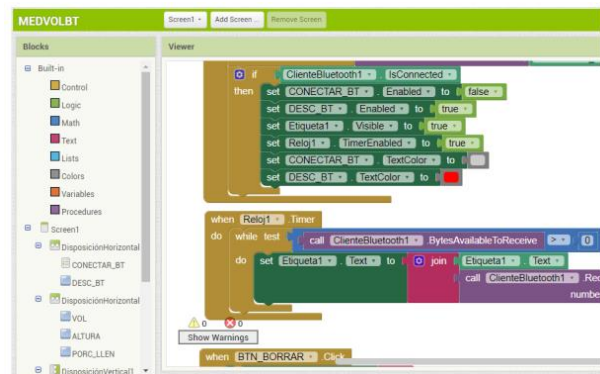 MEDVOLBT
Screen1 Add Screen ... Remove Screen
Blocks
Viewer
Built-in
Control
Logic
Math
Text
Lists
Colors
Variables
Procedures
Screen1
DisposiciónHorizontal
CONECTAR_BT
DESC_BT
DisposiciónHorizontal
VOL
ALTURA
PORC_LLEN
DisposiciónVertical1
if ClienteBluetooth1 . IsConnected
then set CONECTAR_BT . Enabled to false
set DESC_BT . Enabled to true
set Etiqueta1 . Visible to true
set Reloj1 . TimerEnabled to true
set CONECTAR_BT . TextColor to
set DESC_BT . TextColor to
when Reloj1 .Timer
do while test call ClienteBluetooth1 .BytesAvailableToReceive > 0
do set Etiqueta1 . Text to join Etiqueta1 . Text
call ClienteBluetooth1 .Rec
numbe
0 0
Show Warnings
when BTN_BORRAR .Click